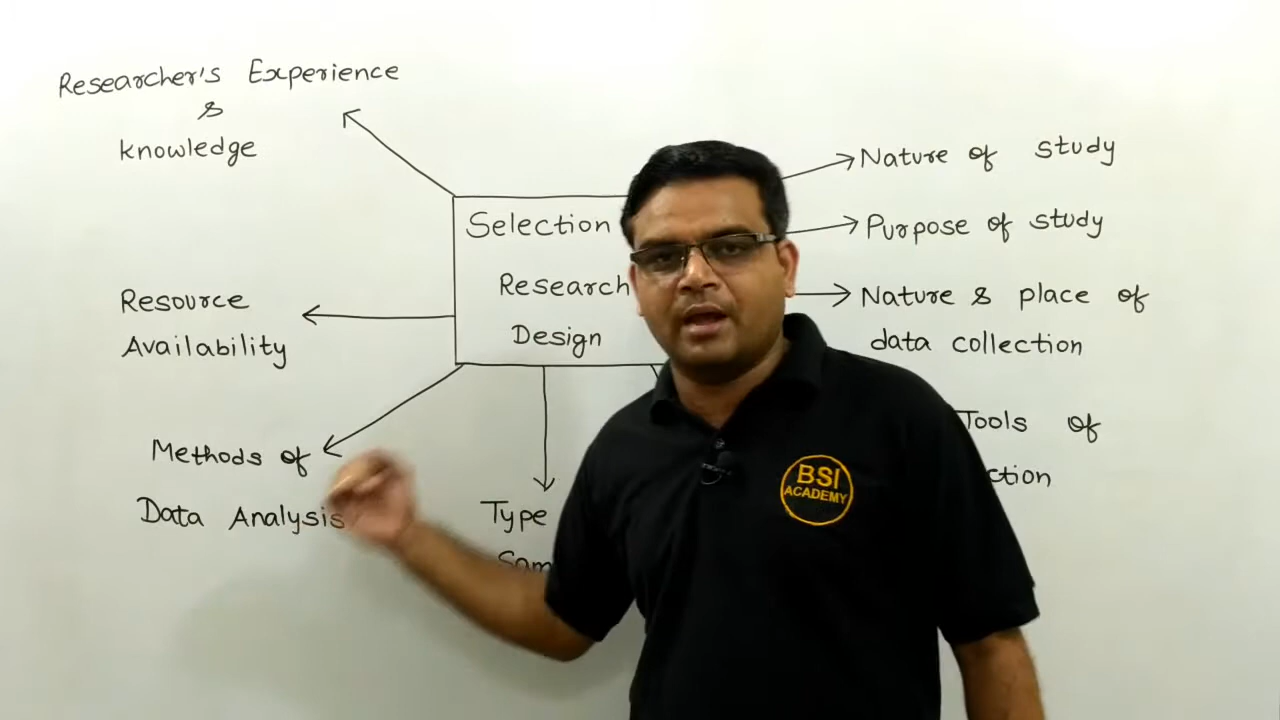 Researcher's Experience
&
knowledge
Selection
Research
Design
Nature of study
Purpose of study
Nature & place of
data collection
Tools of
Resource
Availability
Methods of
Data Analysis
Type
BSI
ACADEMY